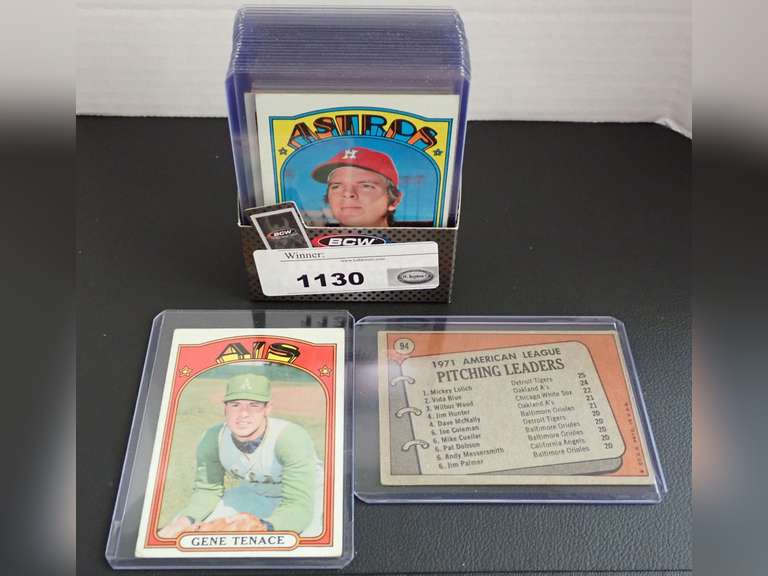 ASTROS
H
BCW
BCW
Winner:
1130
A'S
A
GENE TENACE
94
1971 AMERICAN LEAGUE
PITCHING LEADERS
1. Mickey Lolich Detroit Tigers 25
2. Vida Blue Oakland A's 24
3. Wilbur Wood Chicago White Sox 22
4. Jim Hunter Oakland A's 21
4. Dave McNally Baltimore Orioles 21
6. Joe Coleman Detroit Tigers 20
6. Mike Cuellar Baltimore Orioles 20
6. Pat Dobson Baltimore Orioles 20
6. Andy Messersmith California Angels 20
6. Jim Palmer Baltimore Orioles 20